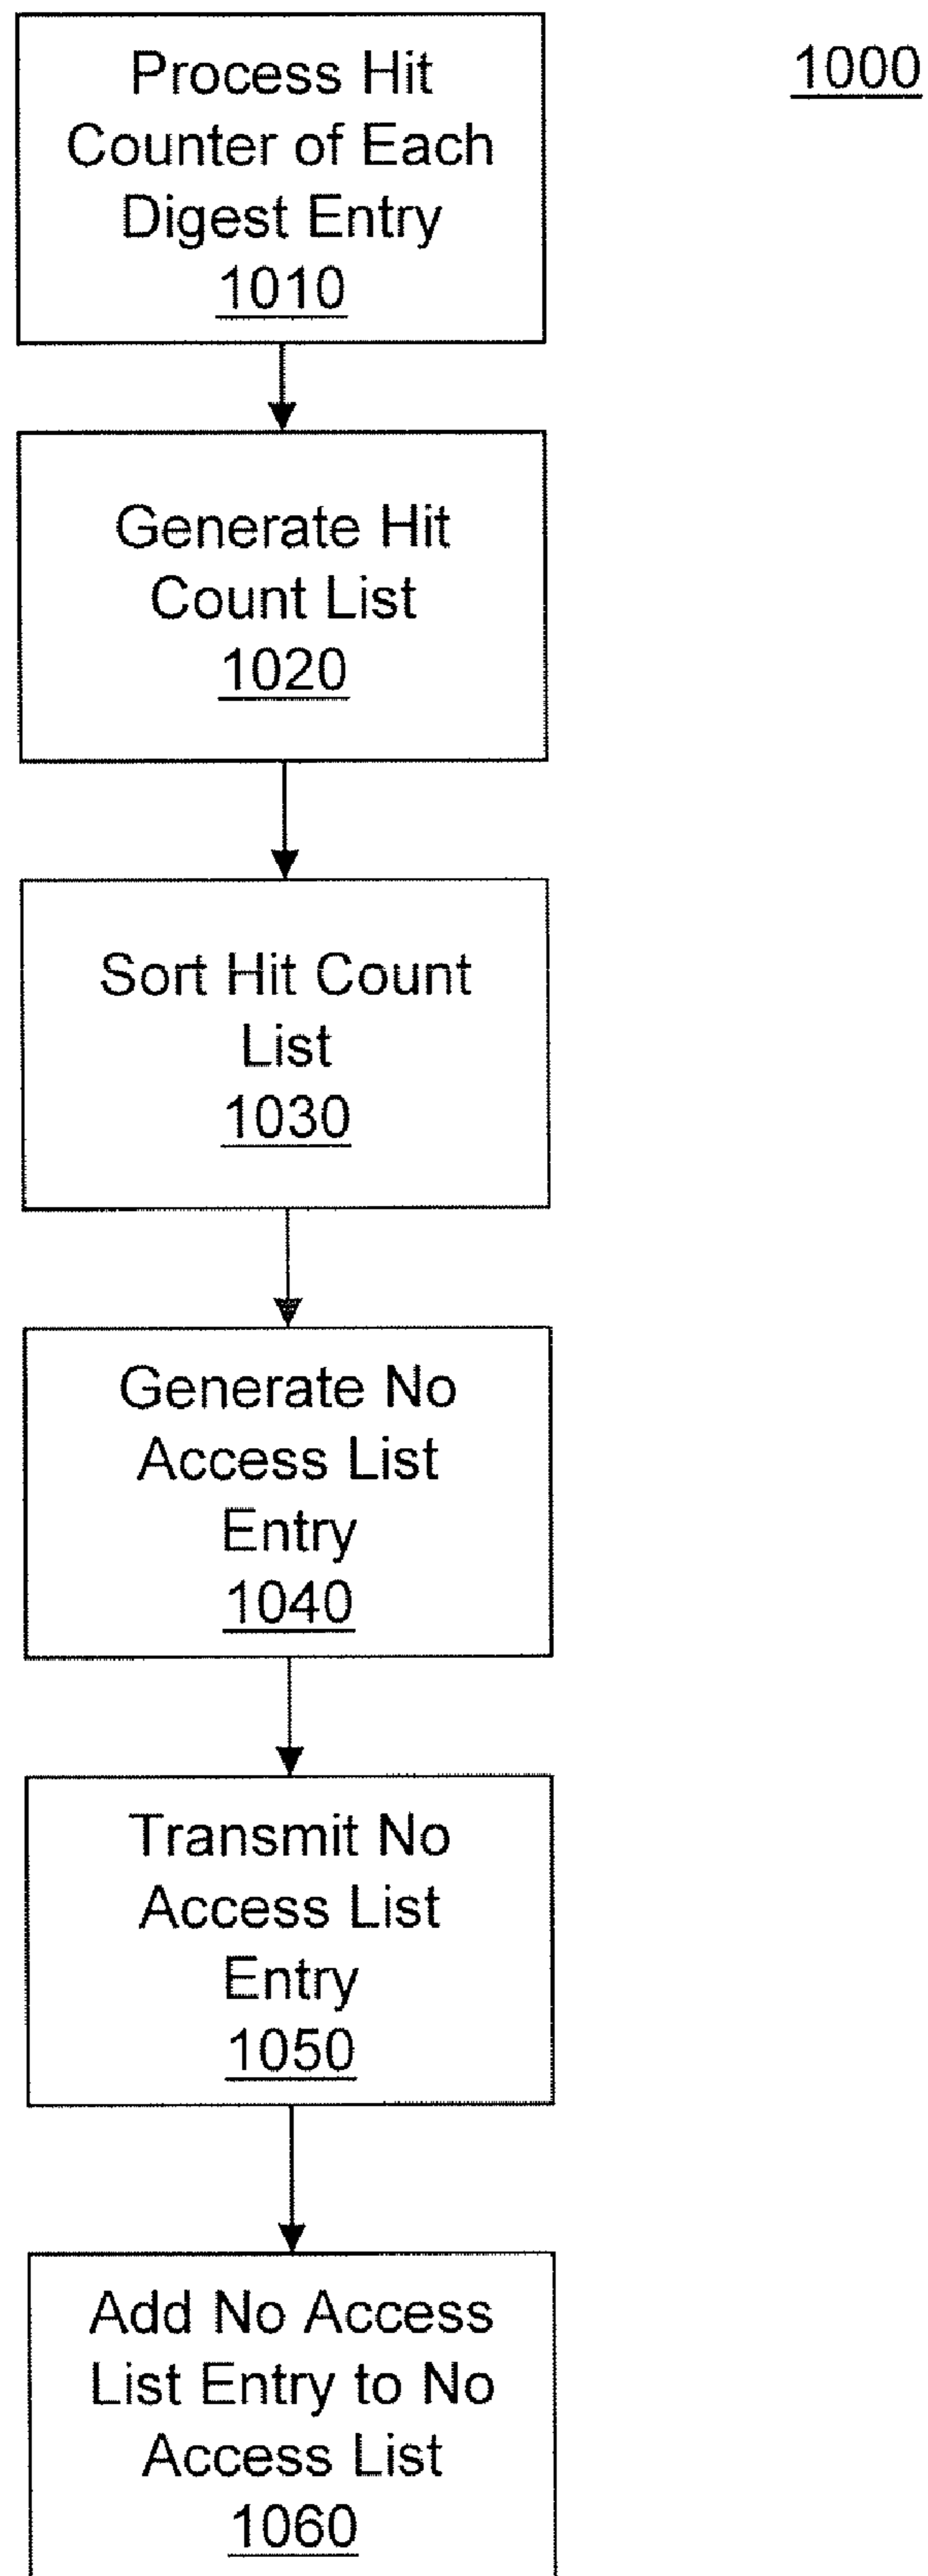 1000
Process Hit
Counter of Each
Digest Entry
1010
Generate Hit
Count List
1020
Sort Hit Count
List
1030
Generate No
Access List
Entry
1040
Transmit No
Access List
Entry
1050
Add No Access
List Entry to No
Access List
1060